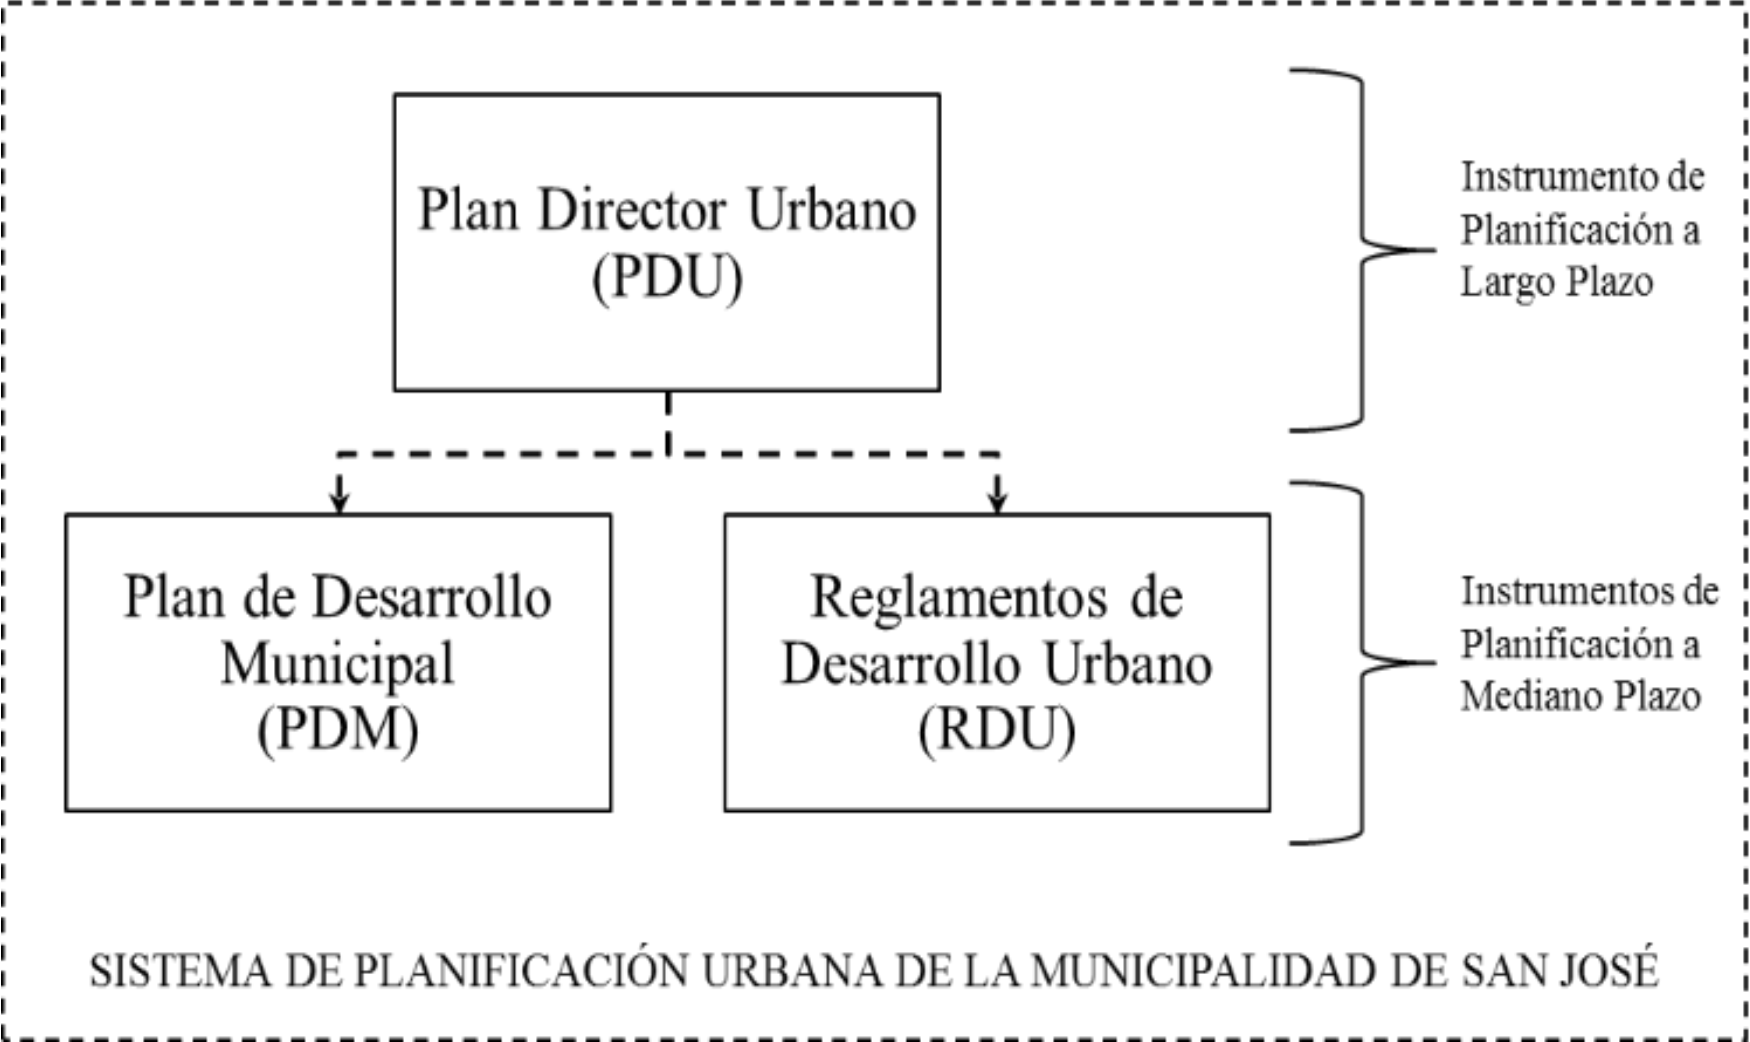 Plan Director Urbano
(PDU)
Instrumento de
Planificación a
Largo Plazo
Plan de Desarrollo
Municipal
(PDM)
Reglamentos de
Desarrollo Urbano
(RDU)
Instrumentos de
Planificación a
Mediano Plazo
SISTEMA DE PLANIFICACIÓN URBANA DE LA MUNICIPALIDAD DE SAN JOSÉ